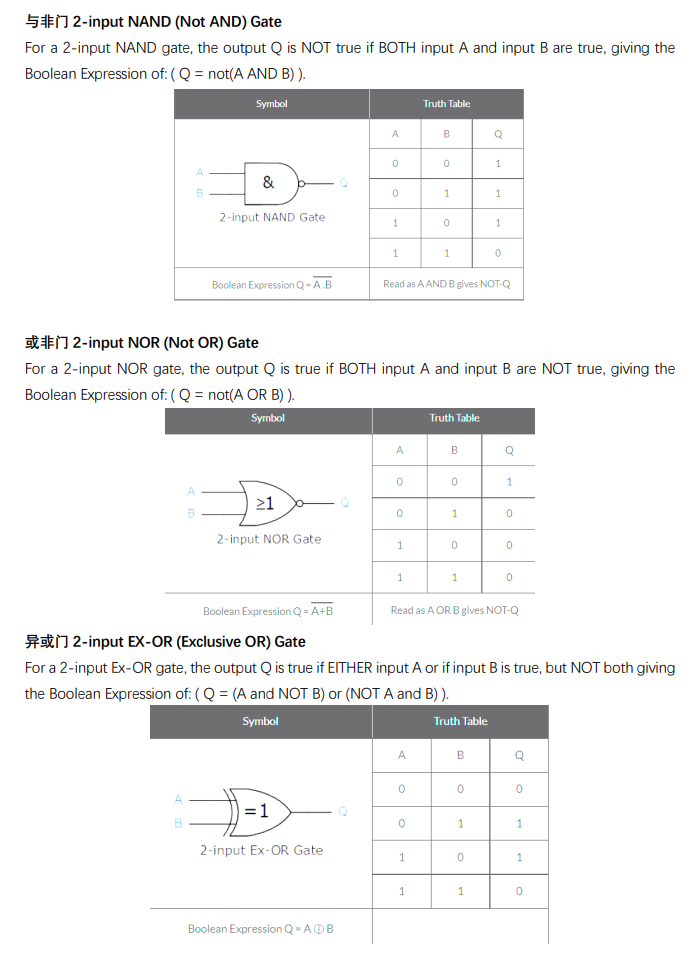 与非门 2-input NAND (Not AND) Gate
For a 2-input NAND gate, the output Q is NOT true if BOTH input A and input B are true, giving the
Boolean Expression of: ( Q = not(A AND B) ).
Symbol Truth Table
A B Q
0 0 1
A
B
&
Q
0 1 1
2-input NAND Gate
1 0 1
1 1 0
Boolean Expression Q = A̅ ̅.̅B̅ Read as A AND B gives NOT-Q
或非门 2-input NOR (Not OR) Gate
For a 2-input NOR gate, the output Q is true if BOTH input A and input B are NOT true, giving the
Boolean Expression of: ( Q = not(A OR B) ).
Symbol Truth Table
A B Q
0 0 1
A
B
≥1
Q
0 1 0
2-input NOR Gate
1 0 0
1 1 0
Boolean Expression Q = A̅+̅B̅ Read as A OR B gives NOT-Q
异或门 2-input EX-OR (Exclusive OR) Gate
For a 2-input Ex-OR gate, the output Q is true if EITHER input A or if input B is true, but NOT both giving
the Boolean Expression of: ( Q = (A and NOT B) or (NOT A and B) ).
Symbol Truth Table
A B Q
0 0 0
A
B
=1
Q
0 1 1
2-input Ex-OR Gate
1 0 1
1 1 0
Boolean Expression Q = A ⊕ B